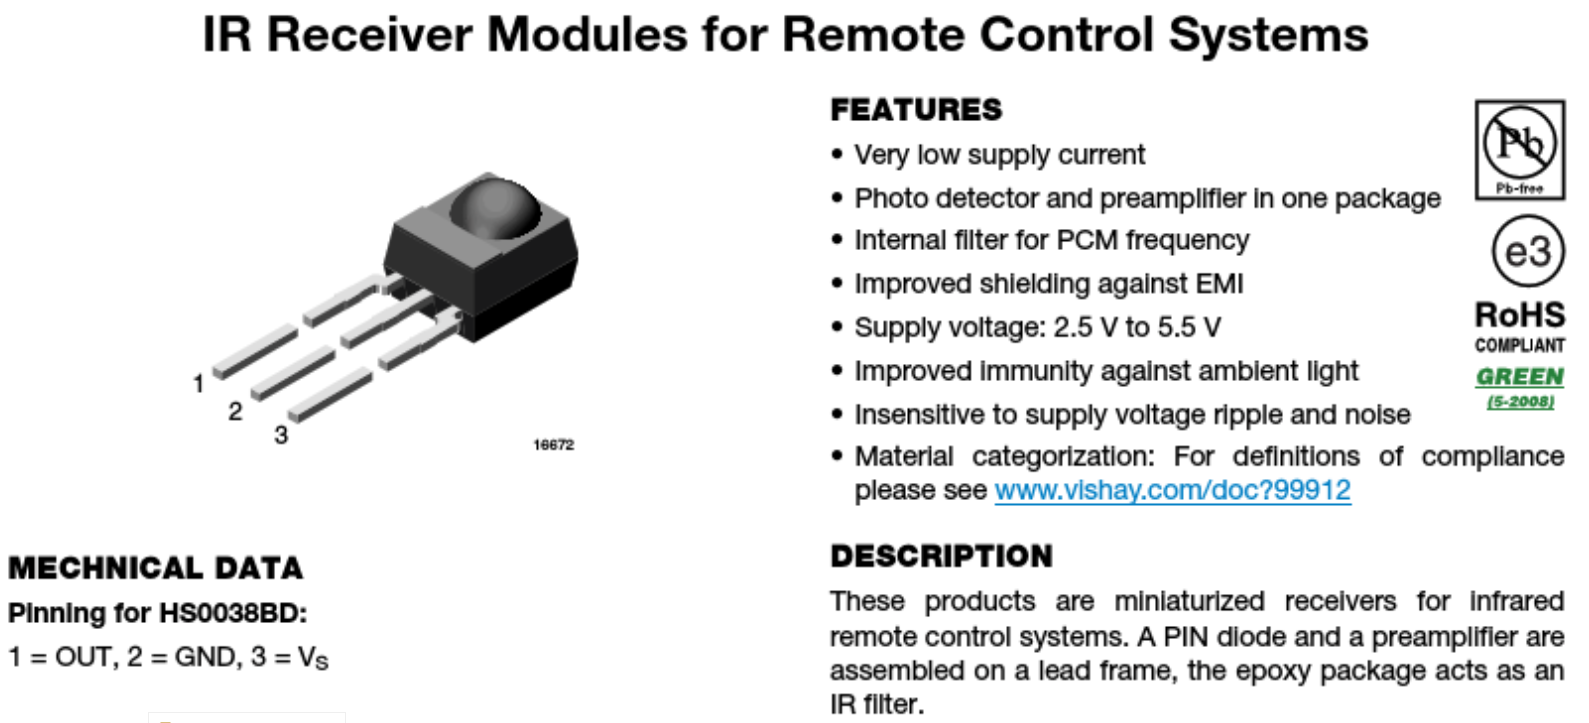 IR Receiver Modules for Remote Control Systems
1
2
3
16672
MECHNICAL DATA
Pinning for HS0038BD:
1 = OUT, 2 = GND, 3 = VS
FEATURES
• Very low supply current
• Photo detector and preamplifier in one package
• Internal filter for PCM frequency
• Improved shielding against EMI
• Supply voltage: 2.5 V to 5.5 V
• Improved immunity against ambient light
• Insensitive to supply voltage ripple and noise
• Material categorization: For definitions of compliance
please see www.vishay.com/doc?99912
Pb
Pb-free
e3
RoHS
COMPLIANT
GREEN
(5-2008)
DESCRIPTION
These products are miniaturized receivers for infrared
remote control systems. A PIN diode and a preamplifier are
assembled on a lead frame, the epoxy package acts as an
IR filter.